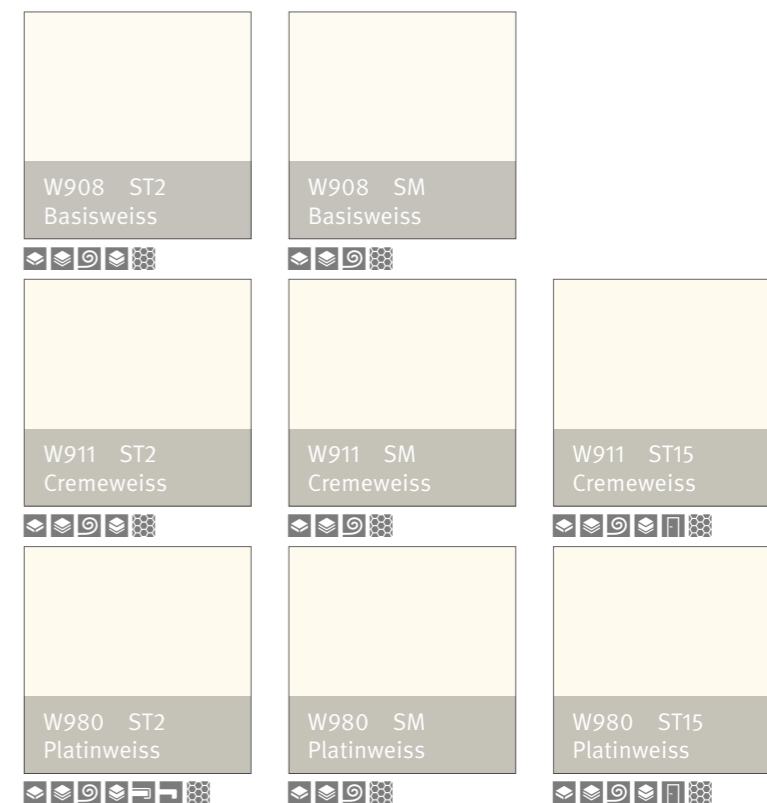 W908 ST2
Basisweiss
W908 SM
Basisweiss
W911 ST2
Cremeweiss
W911 SM
Cremeweiss
W911 ST15
Cremeweiss
W980 ST2
Platinweiss
W980 SM
Platinweiss
W980 ST15
Platinweiss